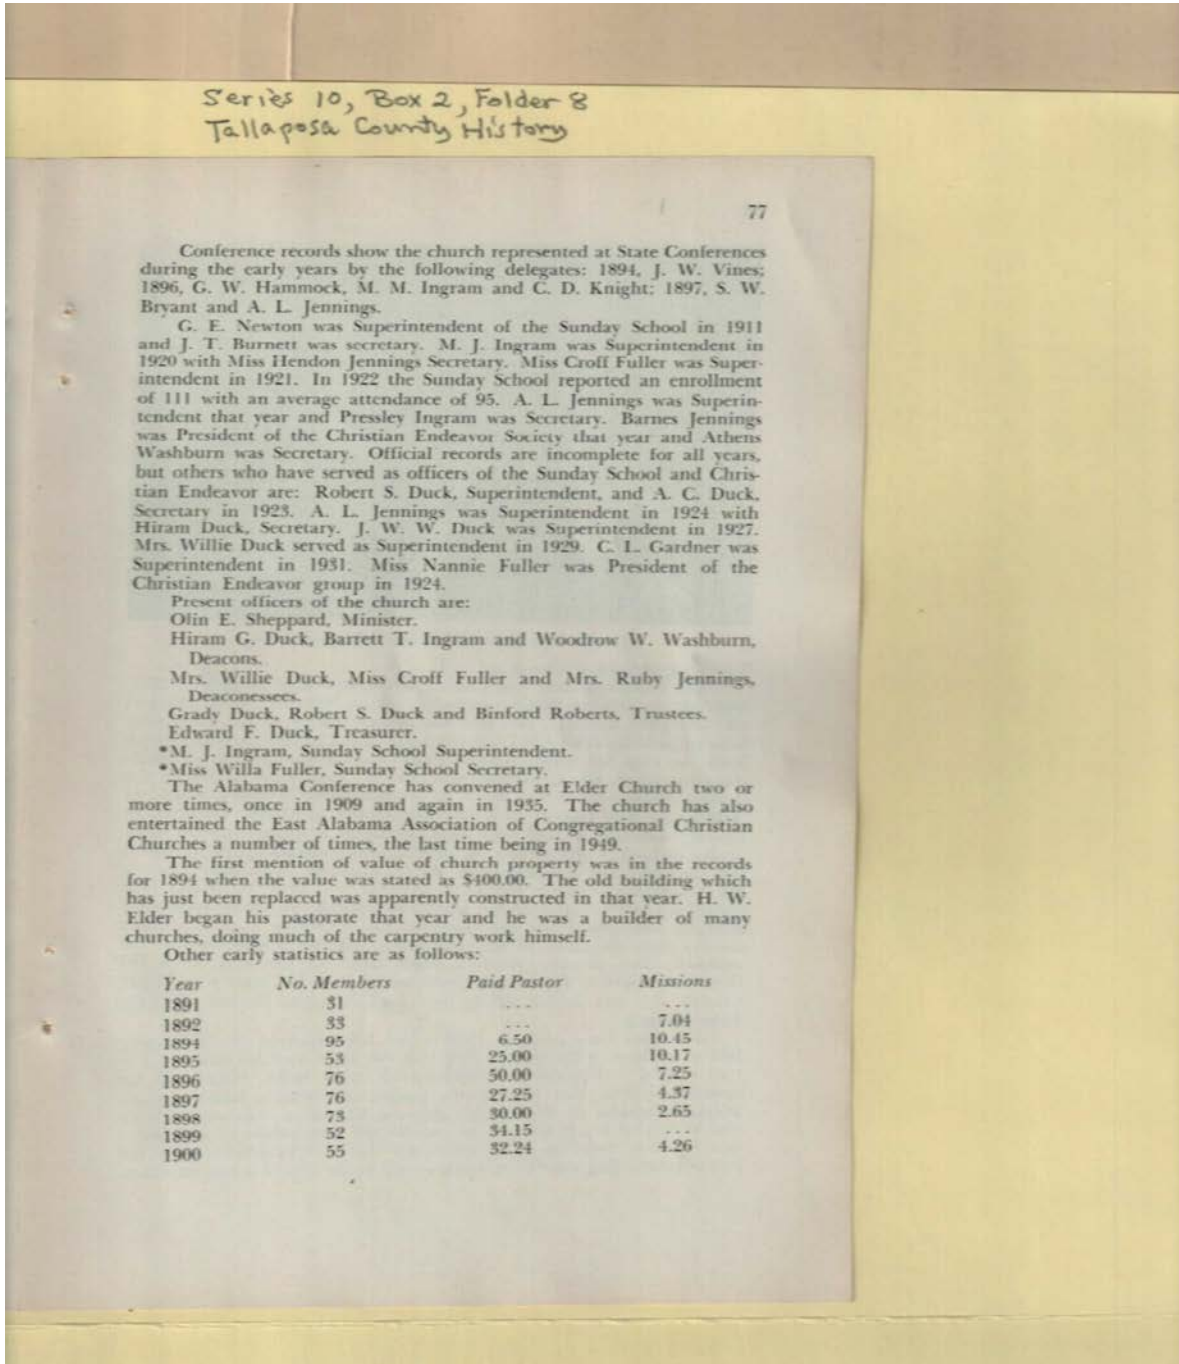 Series 10, Box 2, Folder 8
Tallaposa County History
77
Conference records show the church represented at State Conferences
during the early years by the following delegates: 1894, J. W. Vines;
1896, G. W. Hammock, M. M. Ingram and C. D. Knight; 1897, S. W.
Bryant and A. L. Jennings.
G. E. Newton was Superintendent of the Sunday School in 1911
and J. T. Burnett was secretary. M. J. Ingram was Superintendent in
1920 with Miss Hendon Jennings Secretary. Miss Croff Fuller was Super-
intendent in 1921. In 1922 the Sunday School reported an enrollment
of 111 with an average attendance of 95. A. L. Jennings was Superin-
tendent that year and Pressley Ingram was Secretary. Barnes Jennings
was President of the Christian Endeavor Society that year and Athens
Washburn was Secretary. Official records are incomplete for all years,
but others who have served as officers of the Sunday School and Chris-
tian Endeavor are: Robert S. Duck, Superintendent, and A. C. Duck,
Secretary in 1923. A. L. Jennings was Superintendent in 1924 with
Hiram Duck, Secretary. J. W. W. Duck was Superintendent in 1927.
Mrs. Willie Duck served as Superintendent in 1929. C. L. Gardner was
Superintendent in 1931. Miss Nannie Fuller was President of the
Christian Endeavor group in 1924.
Present officers of the church are:
Olin E. Sheppard, Minister.
Hiram G. Duck, Barrett T. Ingram and Woodrow W. Washburn,
Deacons.
Mrs. Willie Duck, Miss Croff Fuller and Mrs. Ruby Jennings,
Deaconessees.
Grady Duck, Robert S. Duck and Binford Roberts, Trustees.
Edward F. Duck, Treasurer.
*M. J. Ingram, Sunday School Superintendent.
*Miss Willa Fuller, Sunday School Secretary.
The Alabama Conference has convened at Elder Church two or
more times, once in 1909 and again in 1935. The church has also
entertained the East Alabama Association of Congregational Christian
Churches a number of times, the last time being in 1949.
The first mention of value of church property was in the records
for 1894 when the value was stated as $400.00. The old building which
has just been replaced was apparently constructed in that year. H. W.
Elder began his pastorate that year and he was a builder of many
churches, doing much of the carpentry work himself.
Other early statistics are as follows:
Year No. Members Paid Pastor Missions
1891 31 ... ...
1892 33 ... 7.04
1894 95 6.50 10.45
1895 53 25.00 10.17
1896 76 50.00 7.25
1897 76 27.25 4.37
1898 73 30.00 2.65
1899 52 34.15 ...
1900 55 32.24 4.26